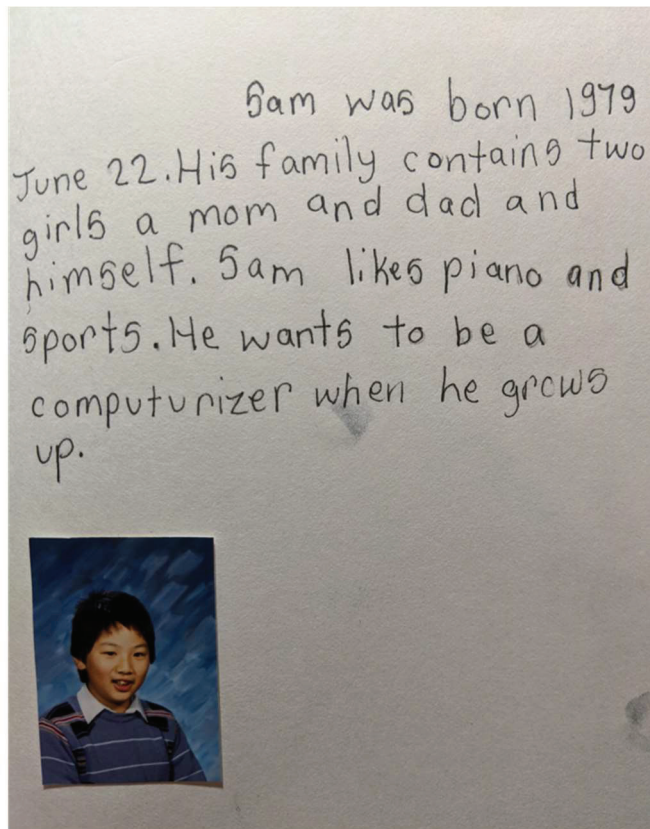 Sam was born 1979
June 22. His family contains two
girls a mom and dad and
himself. Sam likes piano and
sports. He wants to be a
computurizer when he grows
up.